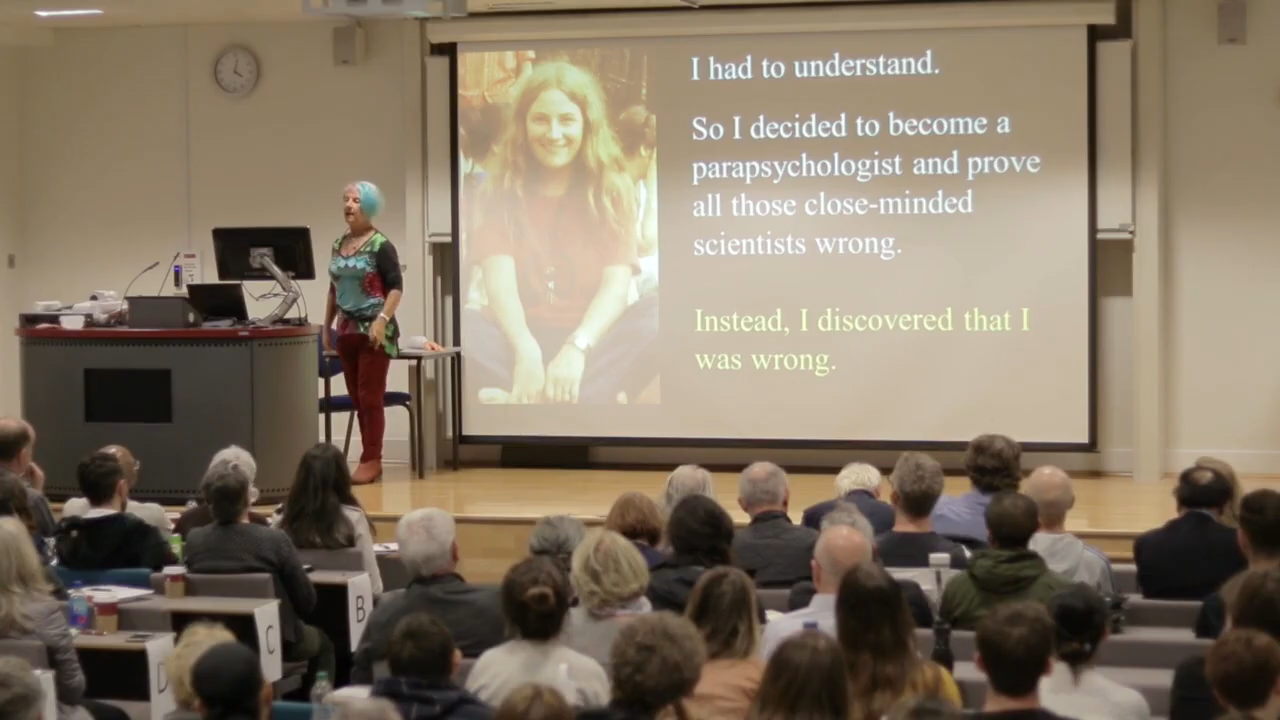 I had to understand.
So I decided to become a
parapsychologist and prove
all those close-minded
scientists wrong.
Instead, I discovered that I
was wrong.
B
C
D